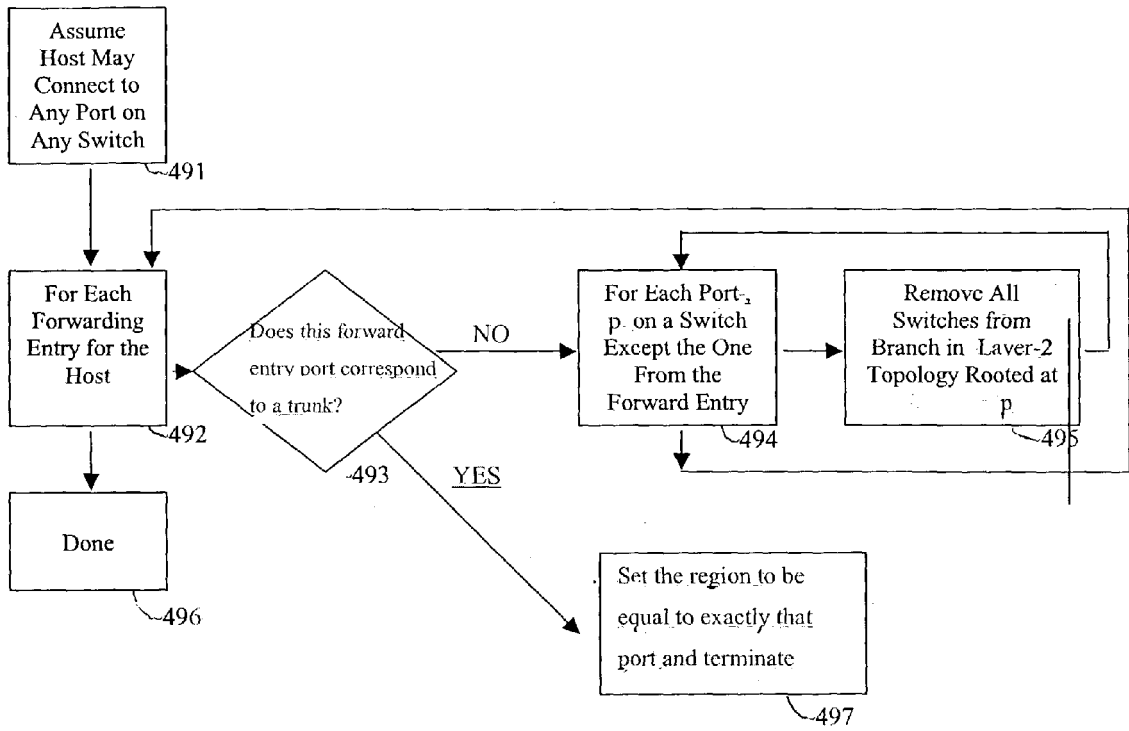 Assume
Host May
Connect to
Any Port on
Any Switch
491
For Each
Forwarding
Entry for the
Host
492
Does this forward
entry port correspond
to a trunk?
493
NO
YES
For Each Port-,
p. on a Switch
Except the One
From the
Forward Entry
494
Remove All
Switches from
Branch in Layer-2
Topology Rooted at
p
495
Done
496
Set the region to be
equal to exactly that
port and terminate
497